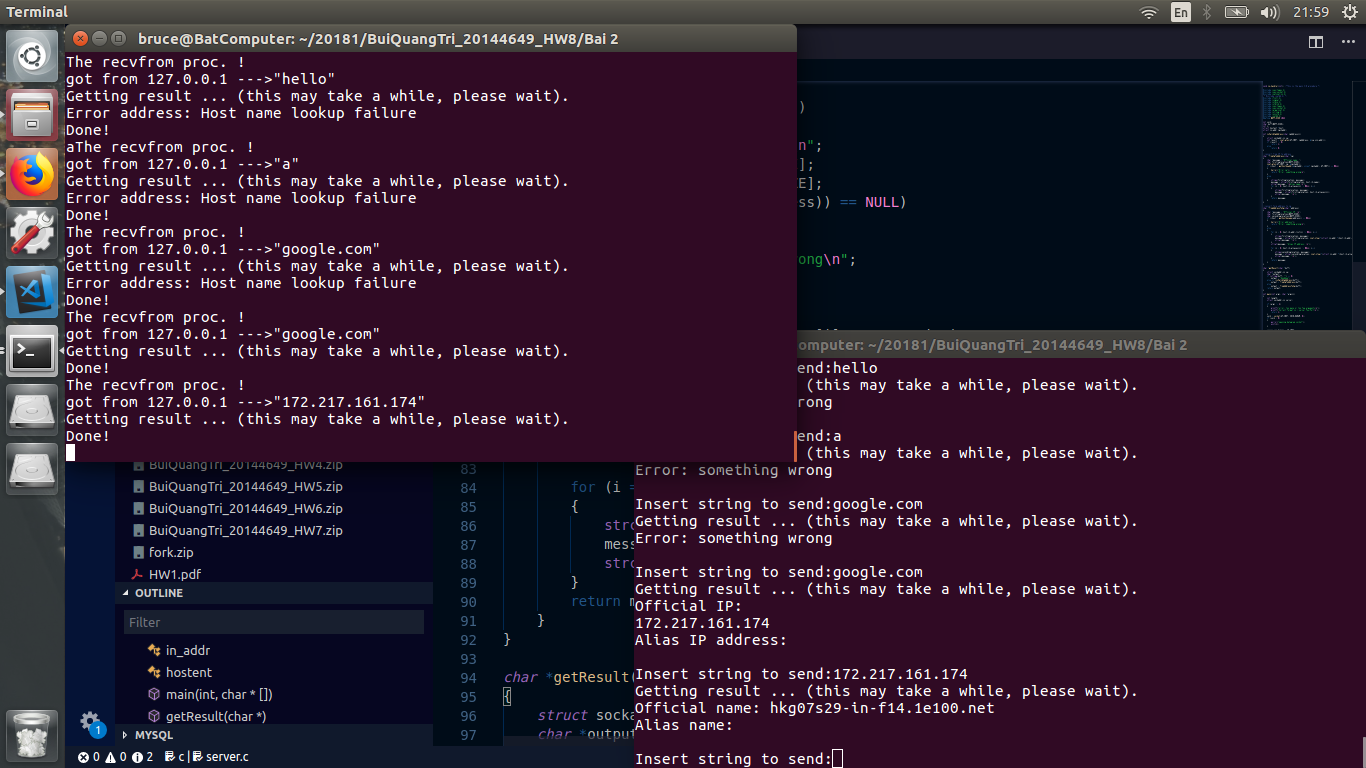 Terminal
En
21:59
bruce@BatComputer: ~/20181/BuiQuangTri_20144649_HW8/Bai 2
The recvfrom proc. !
got from 127.0.0.1 --->"hello"
Getting result ... (this may take a while, please wait).
Error address: Host name lookup failure
Done!
aThe recvfrom proc. !
got from 127.0.0.1 --->"a"
Getting result ... (this may take a while, please wait).
Error address: Host name lookup failure
Done!
The recvfrom proc. !
got from 127.0.0.1 --->"google.com"
Getting result ... (this may take a while, please wait).
Error address: Host name lookup failure
Done!
The recvfrom proc. !
got from 127.0.0.1 --->"google.com"
Getting result ... (this may take a while, please wait).
Done!
The recvfrom proc. !
got from 127.0.0.1 --->"172.217.161.174"
Getting result ... (this may take a while, please wait).
Done!
)
n";
];
E];
ss)) == NULL)
ong\n";
omputer: ~/20181/BuiQuangTri_20144649_HW8/Bai 2
end:hello
(this may take a while, please wait).
rong
end:a
(this may take a while, please wait).
Error: something wrong
Insert string to send:google.com
Getting result ... (this may take a while, please wait).
Error: something wrong
Insert string to send:google.com
Getting result ... (this may take a while, please wait).
Official IP:
172.217.161.174
Alias IP address:
Insert string to send:172.217.161.174
Getting result ... (this may take a while, please wait).
Official name: hkg07s29-in-f14.1e100.net
Alias name:
Insert string to send:
BuiQuangTri_20144649_HW4.zip
BuiQuangTri_20144649_HW5.zip
BuiQuangTri_20144649_HW6.zip
BuiQuangTri_20144649_HW7.zip
fork.zip
HW1.pdf
OUTLINE
Filter
in_addr
hostent
main(int, char * [])
getResult(char *)
MYSQL
83
84 for (i =
85 {
86 stro
87 mess
88 stro
89 }
90 return m
91 }
92 }
93
94 char *getResult(
95 {
96 struct socka
97 char *output
1
0 0 2 c | server.c